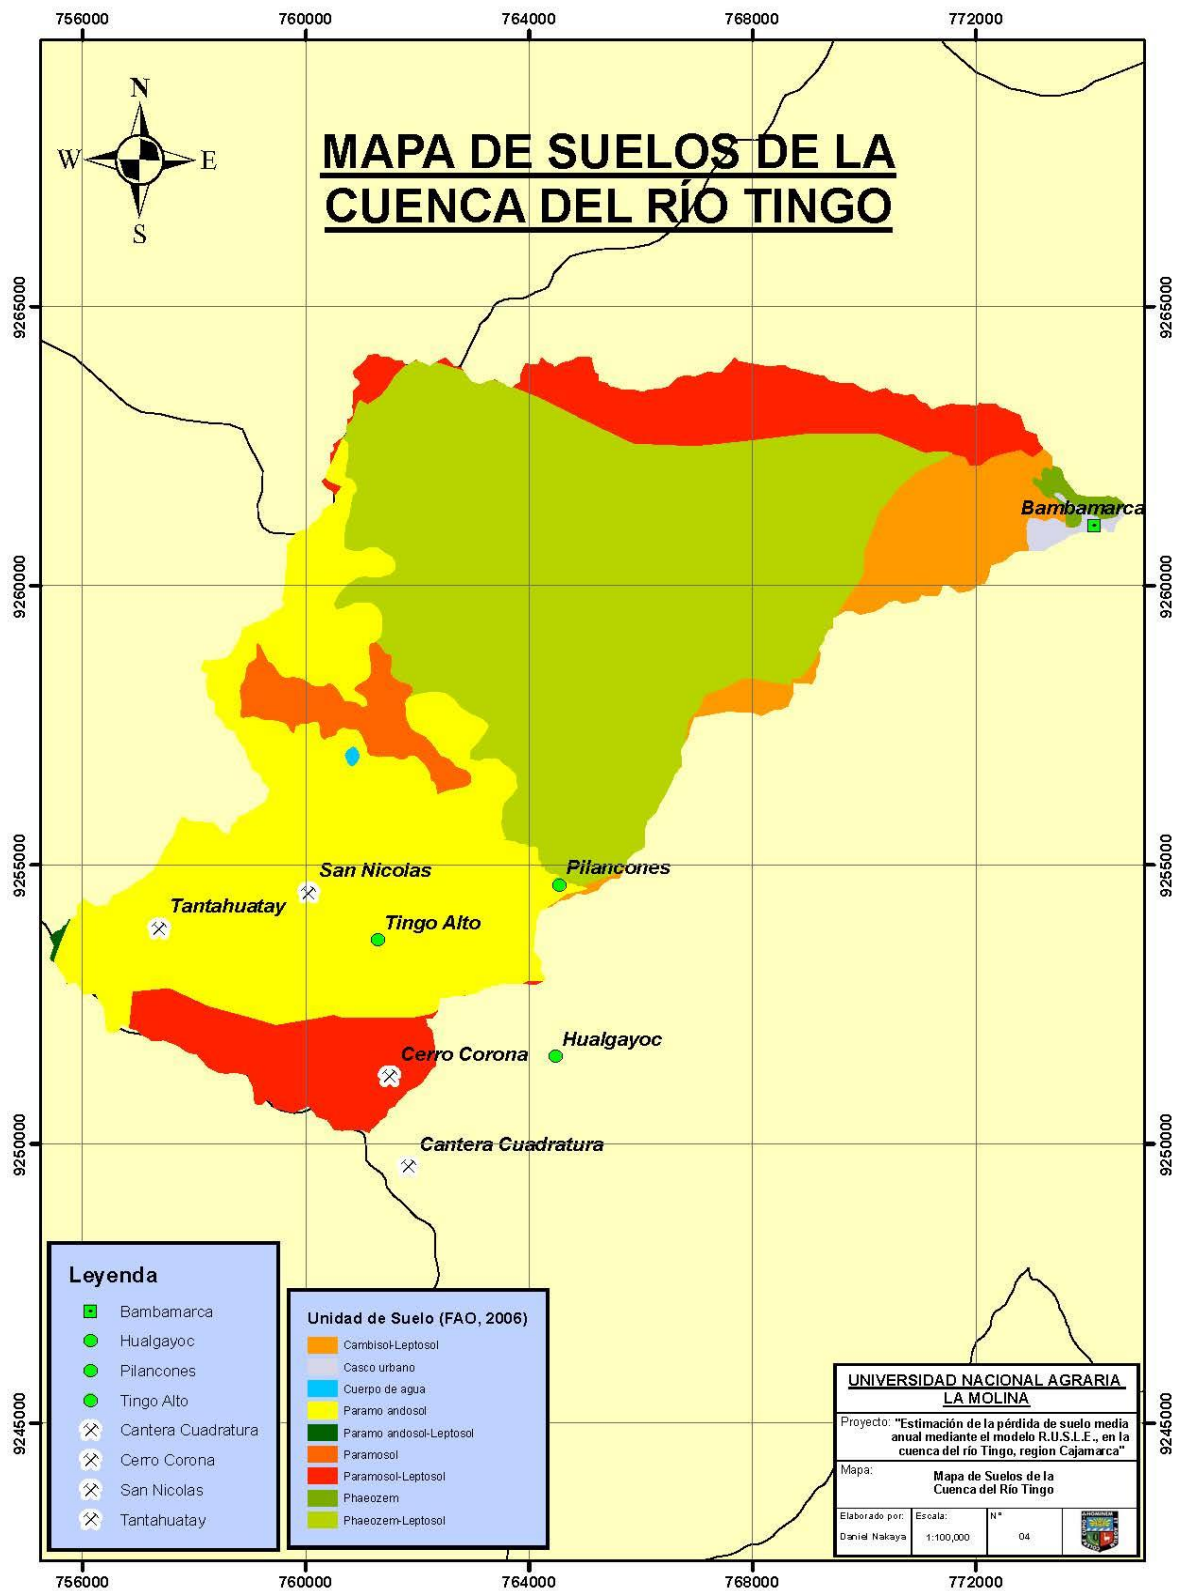 756000
760000
764000
768000
772000
N
W
E
S
MAPA DE SUELOS DE LA
CUENCA DEL RÍO TINGO
9265000
9265000
Bambamarca
9260000
9260000
Pilancones
San Nicolas
9255000
9255000
Tantahuatay
Tingo Alto
Hualgayoc
Cerro Corona
Cantera Cuadratura
9250000
9250000
Leyenda
Bambamarca
Hualgayoc
Pilancones
Tingo Alto
Cantera Cuadratura
Cerro Corona
San Nicolas
Tantahuatay
Unidad de Suelo (FAO, 2006)
Cambisol-Leptosol
Casco urbano
Cuerpo de agua
Paramo andosol
Paramo andosol-Leptosol
Paramosol
Paramosol-Leptosol
Phaeozem
Phaeozem-Leptosol
9245000
9245000
UNIVERSIDAD NACIONAL AGRARIA
LA MOLINA
Proyecto: "Estimación de la pérdida de suelo media
anual mediante el modelo R.U.S.L.E., en la
cuenca del río Tingo, region Cajamarca"
Mapa: Mapa de Suelos de la
Cuenca del Río Tingo
Elaborado por:
Daniel Nakaya
Escala:
1:100,000
N°
04
756000
760000
764000
768000
772000